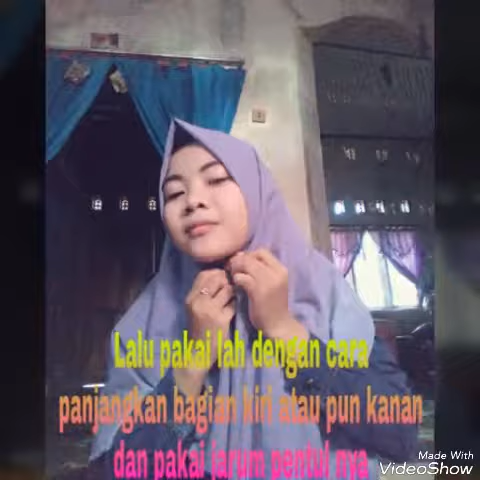 Lalu pakai lah dengan cara
panjangkan bagian kiri atau pun kanan
dan pakai jarum pentul nya
Made With
VideoShow